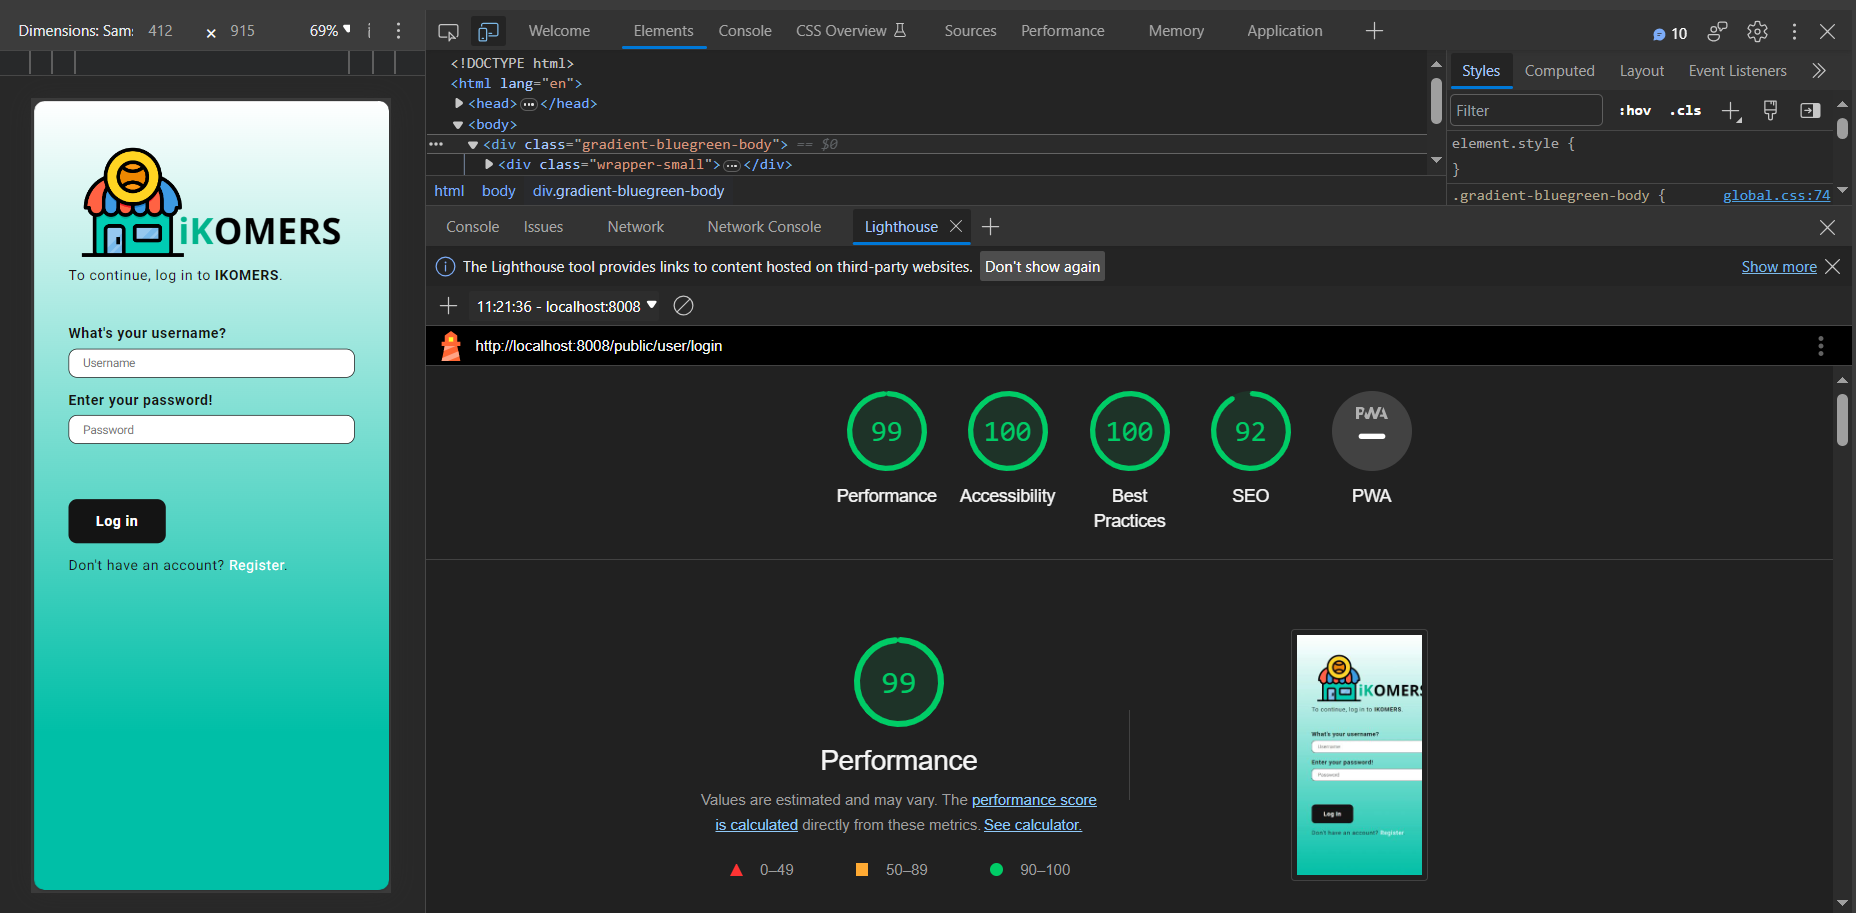 Dimensions: Sam
412
×
915
69%
Welcome
Elements
Console
CSS Overview
Sources
Performance
Memory
Application
10
<!DOCTYPE html>
<html lang="en">
<head>…</head>
<body>
<div class="gradient-bluegreen-body"> == $0
<div class="wrapper-small">…</div>
html body div.gradient-bluegreen-body
Styles Computed Layout Event Listeners
Filter
:hov .cls
element.style {
}
.gradient-bluegreen-body { global.css:74
Console Issues Network Network Console Lighthouse
The Lighthouse tool provides links to content hosted on third-party websites. Don't show again
Show more
11:21:36 - localhost:8008
http://localhost:8008/public/user/login
99 100 100 92 PWA
Performance Accessibility Best Practices SEO PWA
99
Performance
Values are estimated and may vary. The performance score
is calculated directly from these metrics. See calculator.
0–49 50–89 90–100
iKOMERS
To continue, log in to IKOMERS.
What's your username?
Username
Enter your password!
Password
Log in
Don't have an account? Register.
iKOMERS
To continue, log in to IKOMERS.
What's your username?
Username
Enter your password!
Password
Log in
Don't have an account? Register